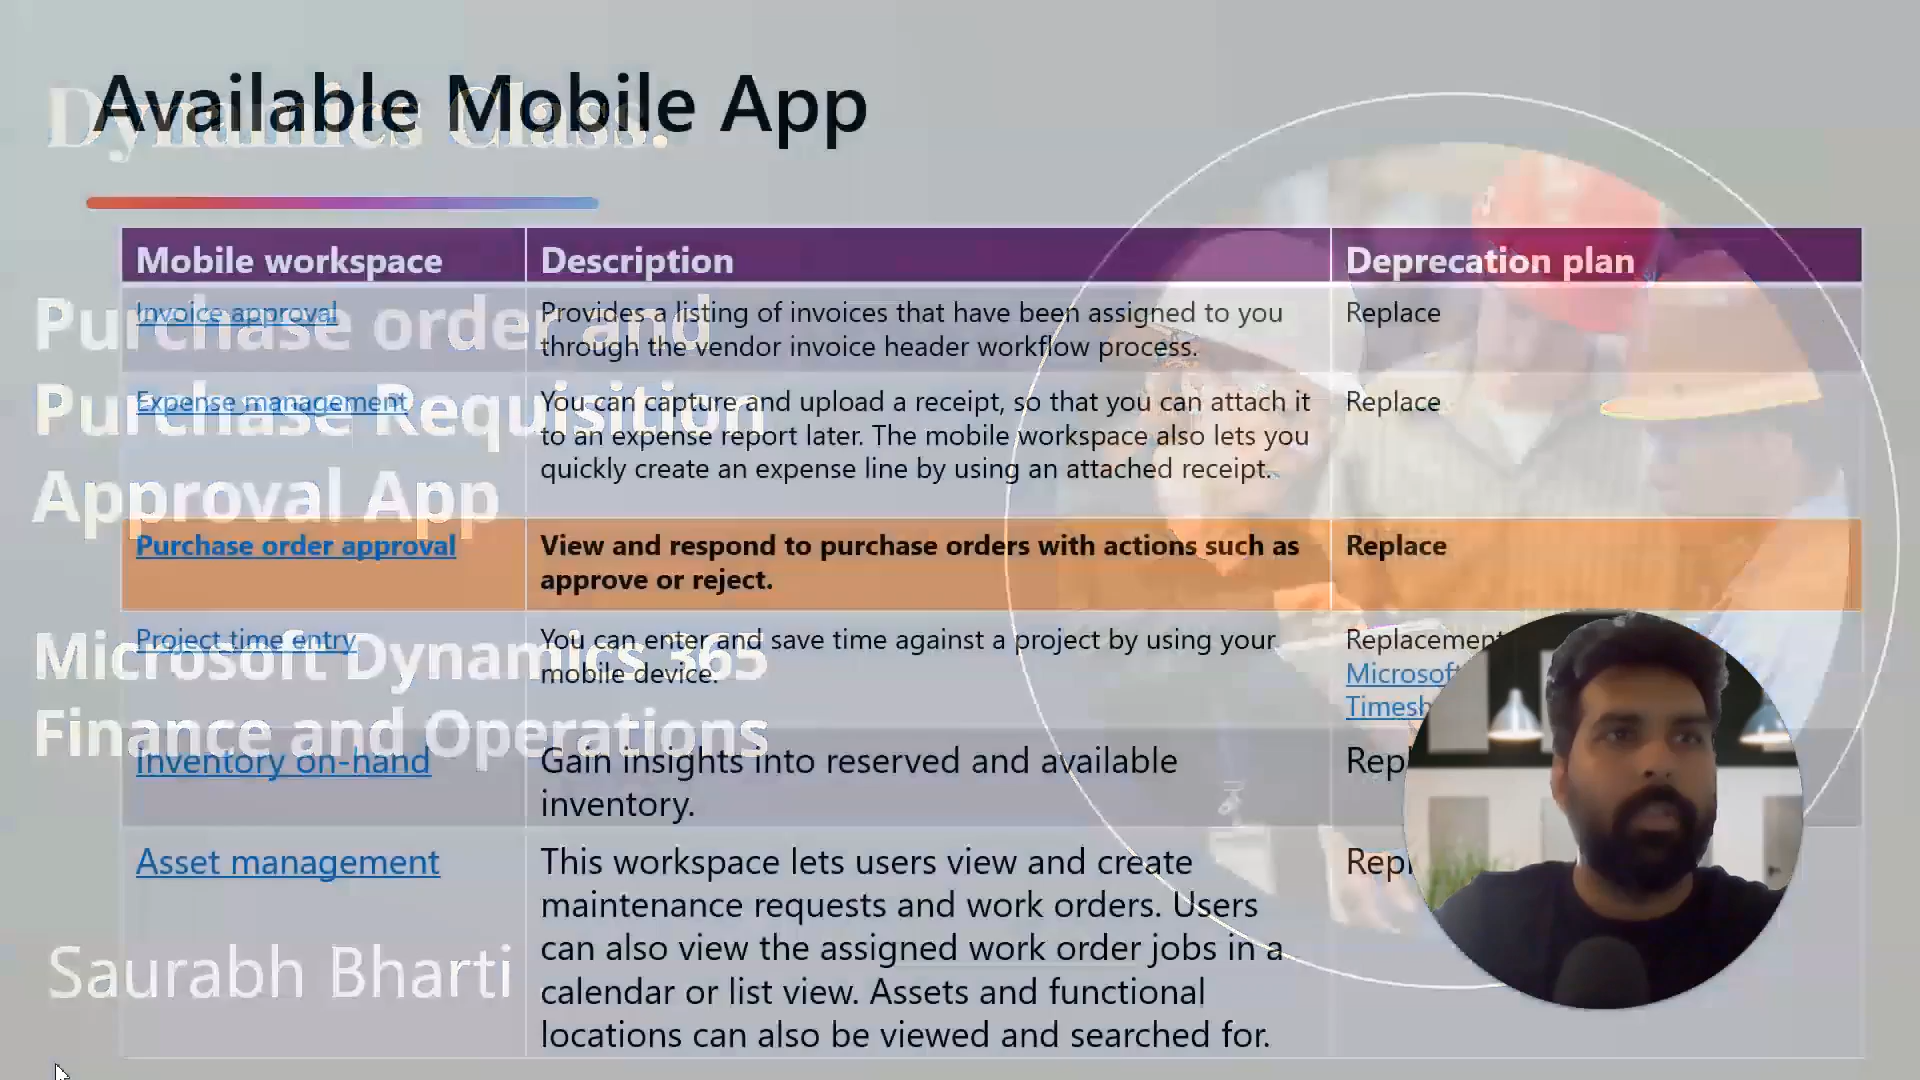 Dynamics Class.
Available Mobile App
Mobile workspace
Description
Deprecation plan
Purchase order and
Purchase Requisition
Approval App
Invoice approval
Provides a listing of invoices that have been assigned to you
through the vendor invoice header workflow process.
Replace
Expense management
You can capture and upload a receipt, so that you can attach it
to an expense report later. The mobile workspace also lets you
quickly create an expense line by using an attached receipt.
Replace
Purchase order approval
View and respond to purchase orders with actions such as
approve or reject.
Replace
Microsoft Dynamics 365
Finance and Operations
Project time entry
You can enter and save time against a project by using your
mobile device.
Replacement
Microsoft
Inventory on-hand
Gain insights into reserved and available
inventory.
Asset management
This workspace lets users view and create
maintenance requests and work orders. Users
can also view the assigned work order jobs in a
calendar or list view. Assets and functional
locations can also be viewed and searched for.
Saurabh Bharti